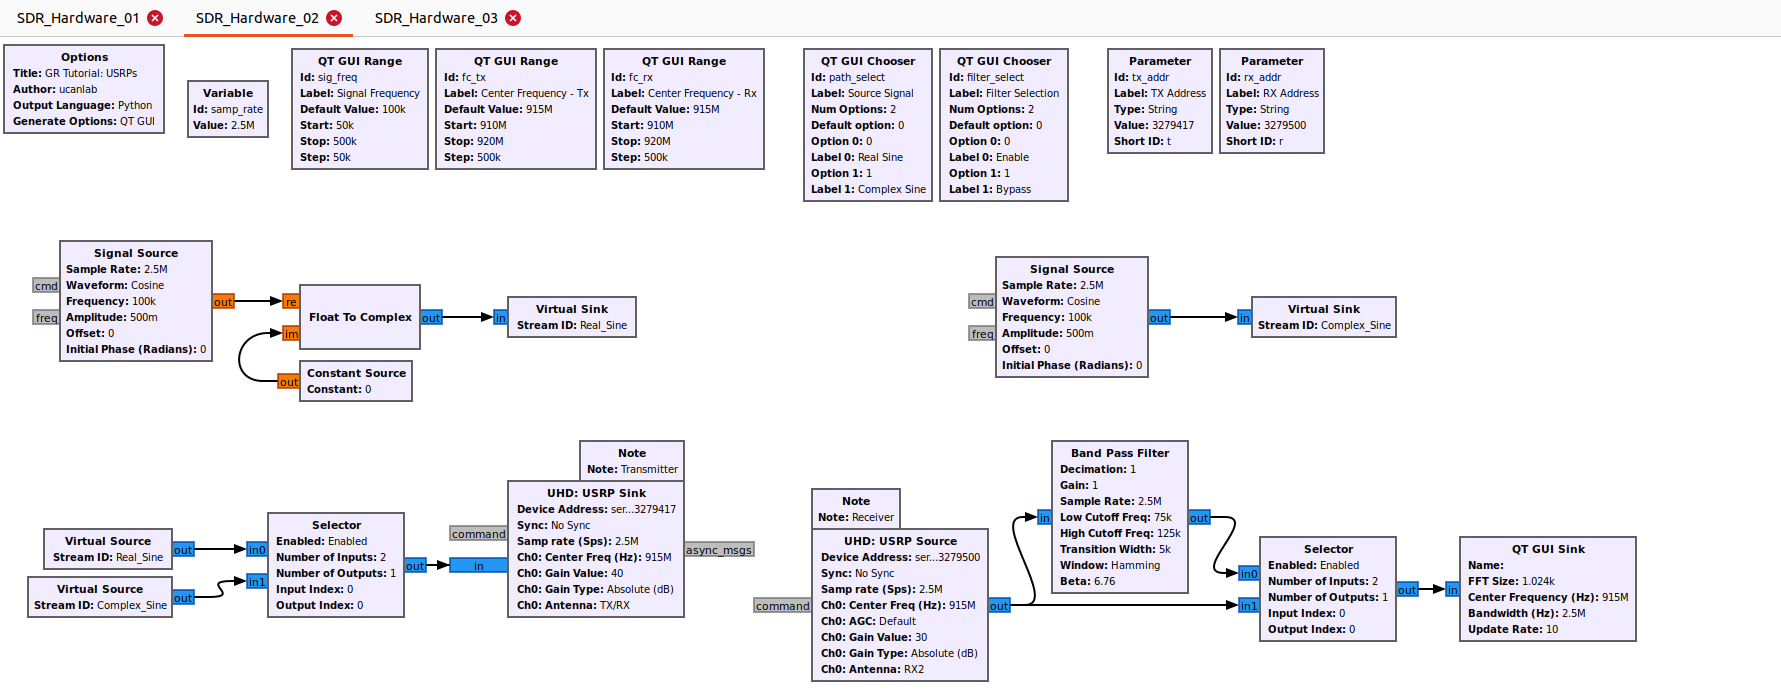 SDR_Hardware_01
SDR_Hardware_02
SDR_Hardware_03
Options
Title: GR Tutorial: USRPs
Author: ucanlab
Output Language: Python
Generate Options: QT GUI
Variable
Id: samp_rate
Value: 2.5M
QT GUI Range
Id: sig_freq
Label: Signal Frequency
Default Value: 100k
Start: 50k
Stop: 500k
Step: 50k
QT GUI Range
Id: fc_tx
Label: Center Frequency - Tx
Default Value: 915M
Start: 910M
Stop: 920M
Step: 500k
QT GUI Range
Id: fc_rx
Label: Center Frequency - Rx
Default Value: 915M
Start: 910M
Stop: 920M
Step: 500k
QT GUI Chooser
Id: path_select
Label: Source Signal
Num Options: 2
Default option: 0
Option 0: 0
Label 0: Real Sine
Option 1: 1
Label 1: Complex Sine
QT GUI Chooser
Id: filter_select
Label: Filter Selection
Num Options: 2
Default option: 0
Option 0: 0
Label 0: Enable
Option 1: 1
Label 1: Bypass
Parameter
Id: tx_addr
Label: TX Address
Type: String
Value: 3279417
Short ID: t
Parameter
Id: rx_addr
Label: RX Address
Type: String
Value: 3279500
Short ID: r
Signal Source
Sample Rate: 2.5M
Waveform: Cosine
Frequency: 100k
Amplitude: 500m
Offset: 0
Initial Phase (Radians): 0
cmd
freq
out
re
im
Float To Complex
out
Constant Source
Constant: 0
out
in
Virtual Sink
Stream ID: Real_Sine
Signal Source
Sample Rate: 2.5M
Waveform: Cosine
Frequency: 100k
Amplitude: 500m
Offset: 0
Initial Phase (Radians): 0
cmd
freq
out
in
Virtual Sink
Stream ID: Complex_Sine
Virtual Source
Stream ID: Real_Sine
out
Virtual Source
Stream ID: Complex_Sine
out
in0
in1
Selector
Enabled: Enabled
Number of Inputs: 2
Number of Outputs: 1
Input Index: 0
Output Index: 0
out
Note
Note: Transmitter
command
in
UHD: USRP Sink
Device Address: ser...3279417
Sync: No Sync
Samp rate (Sps): 2.5M
Ch0: Center Freq (Hz): 915M
Ch0: Gain Value: 40
Ch0: Gain Type: Absolute (dB)
Ch0: Antenna: TX/RX
async_msgs
Note
Note: Receiver
command
UHD: USRP Source
Device Address: ser...3279500
Sync: No Sync
Samp rate (Sps): 2.5M
Ch0: Center Freq (Hz): 915M
Ch0: AGC: Default
Ch0: Gain Value: 30
Ch0: Gain Type: Absolute (dB)
Ch0: Antenna: RX2
out
in
Band Pass Filter
Decimation: 1
Gain: 1
Sample Rate: 2.5M
Low Cutoff Freq: 75k
High Cutoff Freq: 125k
Transition Width: 5k
Window: Hamming
Beta: 6.76
out
in0
in1
Selector
Enabled: Enabled
Number of Inputs: 2
Number of Outputs: 1
Input Index: 0
Output Index: 0
out
in
QT GUI Sink
Name:
FFT Size: 1.024k
Center Frequency (Hz): 915M
Bandwidth (Hz): 2.5M
Update Rate: 10